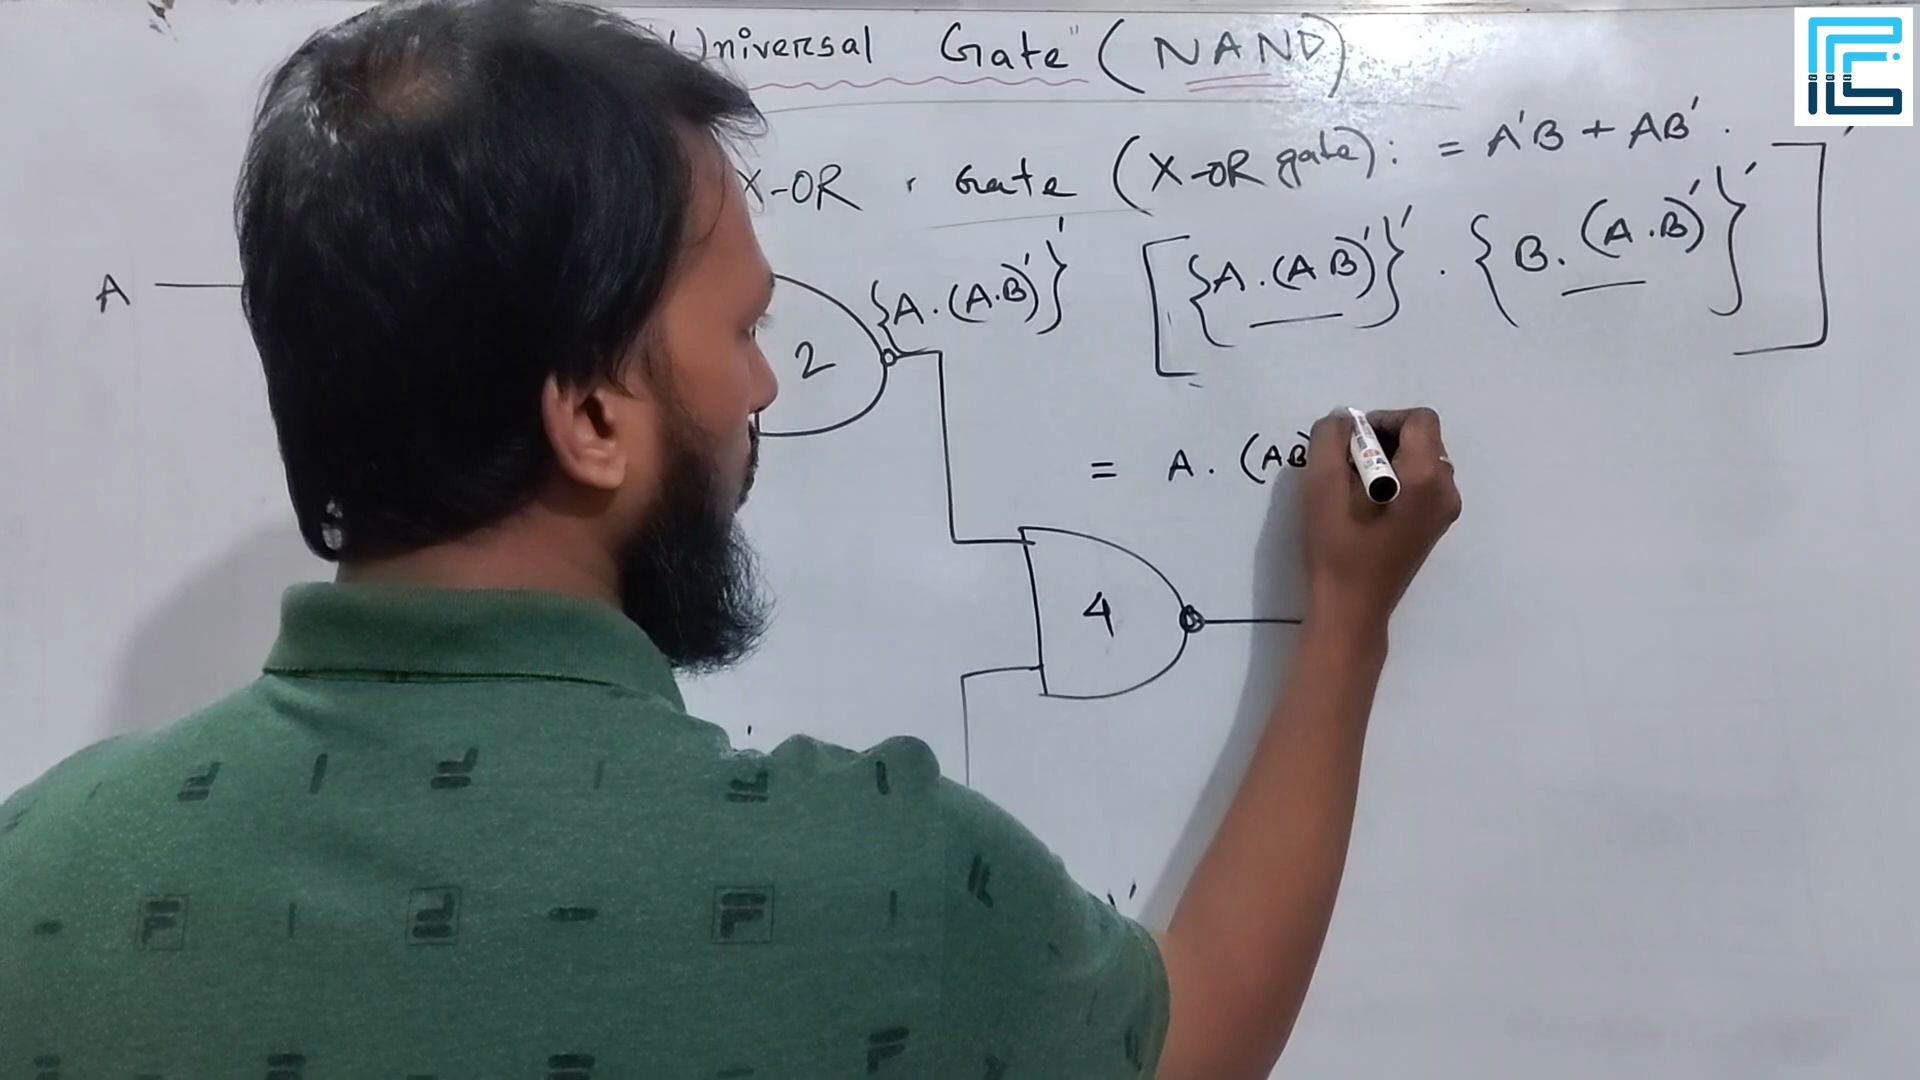 Universal Gate" (NAND)
X-OR . Gate (X-OR gate): = A'B + AB'.
A
{A.(A.B)'}'
[{A.(AB)'}' . {B.(A.B)'}']'
2
= A. (AB)
4